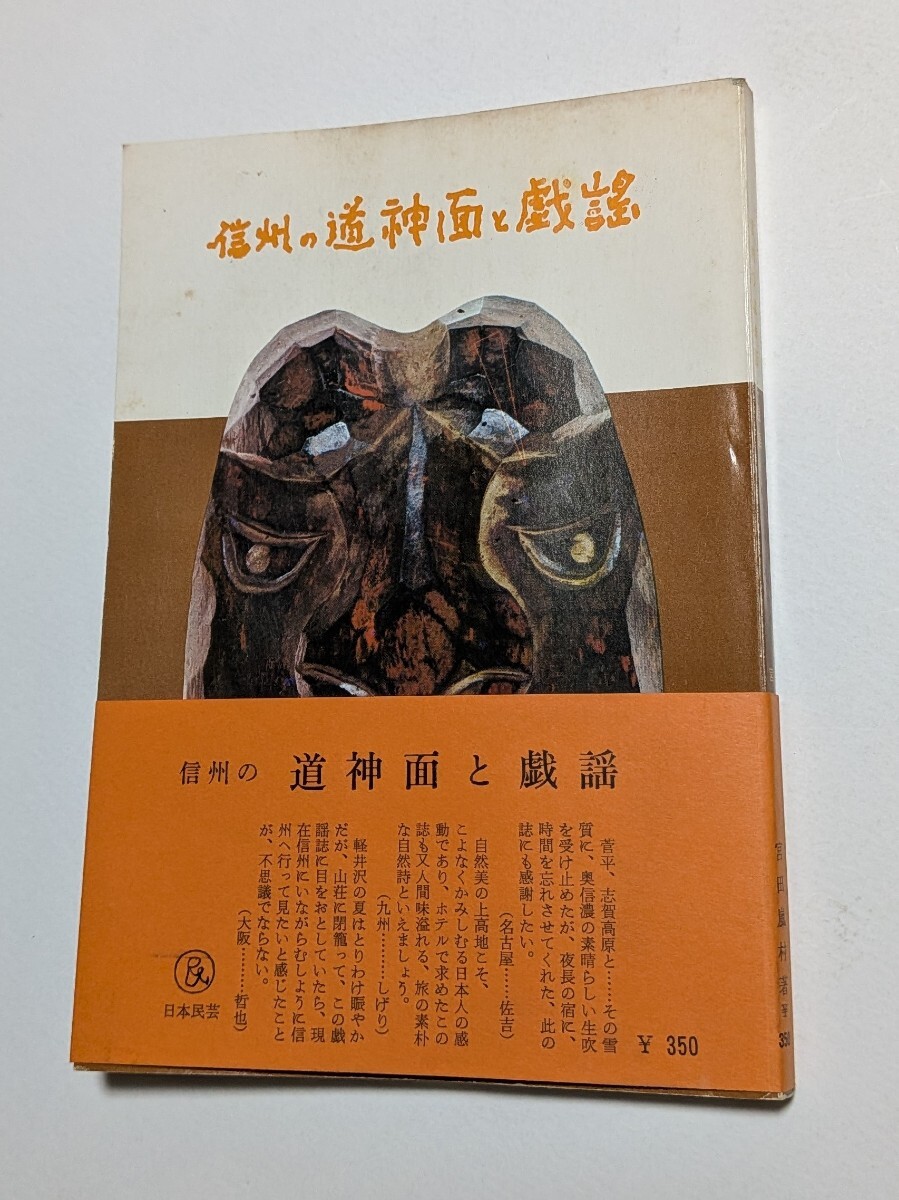 信州の道神面と戯謡
信州の 道神面と戯謡
菅平、志賀高原と……その雪
質に、奥信濃の素晴らしい生吹
を受け止めたが、夜長の宿に、
時間を忘れさせてくれた、此の
誌にも感謝したい。
(名古屋……佐吉)
自然美の上高地こそ、
こよなくかみしむる日本人の感
動であり、ホテルで求めたこの
誌も又人間味溢れる、旅の素朴
な自然詩といえましょう。
(九州………しげり)
軽井沢の夏はとりわけ賑やか
だが、山荘に閉籠って、この戯
謡誌に目をおとしていたら、現
在信州にいながらむしように信
州へ行って見たいと感じたこと
が、不思議でならない。
(大阪………哲也)
日本民芸
¥ 350
田
村
著
350